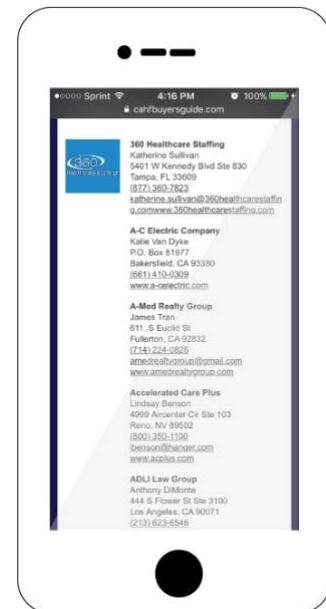 Sprint 4:16 PM 100%
cahfbuyersguide.com
360
healthcare staffing
360 Healthcare Staffing
Katherine Sullivan
5401 W Kennedy Blvd Ste 830
Tampa, FL 33609
(877) 360-7823
katherine.sullivan@360healthcarestaffin
g.comwww.360healthcarestaffing.com
A-C Electric Company
Katie Van Dyke
P.O. Box 81977
Bakersfield, CA 93380
(661) 410-0309
www.a-celectric.com
A-Med Realty Group
James Tran
611 S Euclid St
Fullerton, CA 92832
(714) 224-0826
amedrealtygroup@gmail.com
www.amedrealtygroup.com
Accelerated Care Plus
Lindsay Benson
4999 Aircenter Cir Ste 103
Reno, NV 89502
(800) 350-1100
lbenson@hanger.com
www.acplus.com
ADLI Law Group
Anthony DiMonte
444 S Flower St Ste 3100
Los Angeles, CA 90071
(213) 623-6546